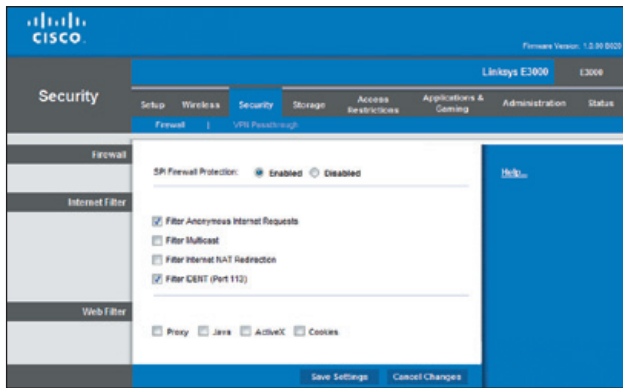 CISCO
Firmware Version: 1.0.00 B020
Linksys E3000 E3000
Security
Setup Wireless Security Storage Access Restrictions Applications & Gaming Administration Status
Firewall | VPN Passthrough
Firewall
SPI Firewall Protection: Enabled Disabled
Help...
Internet Filter
Filter Anonymous Internet Requests
Filter Multicast
Filter Internet NAT Redirection
Filter IDENT (Port 113)
Web Filter
Proxy Java ActiveX Cookies
Save Settings Cancel Changes